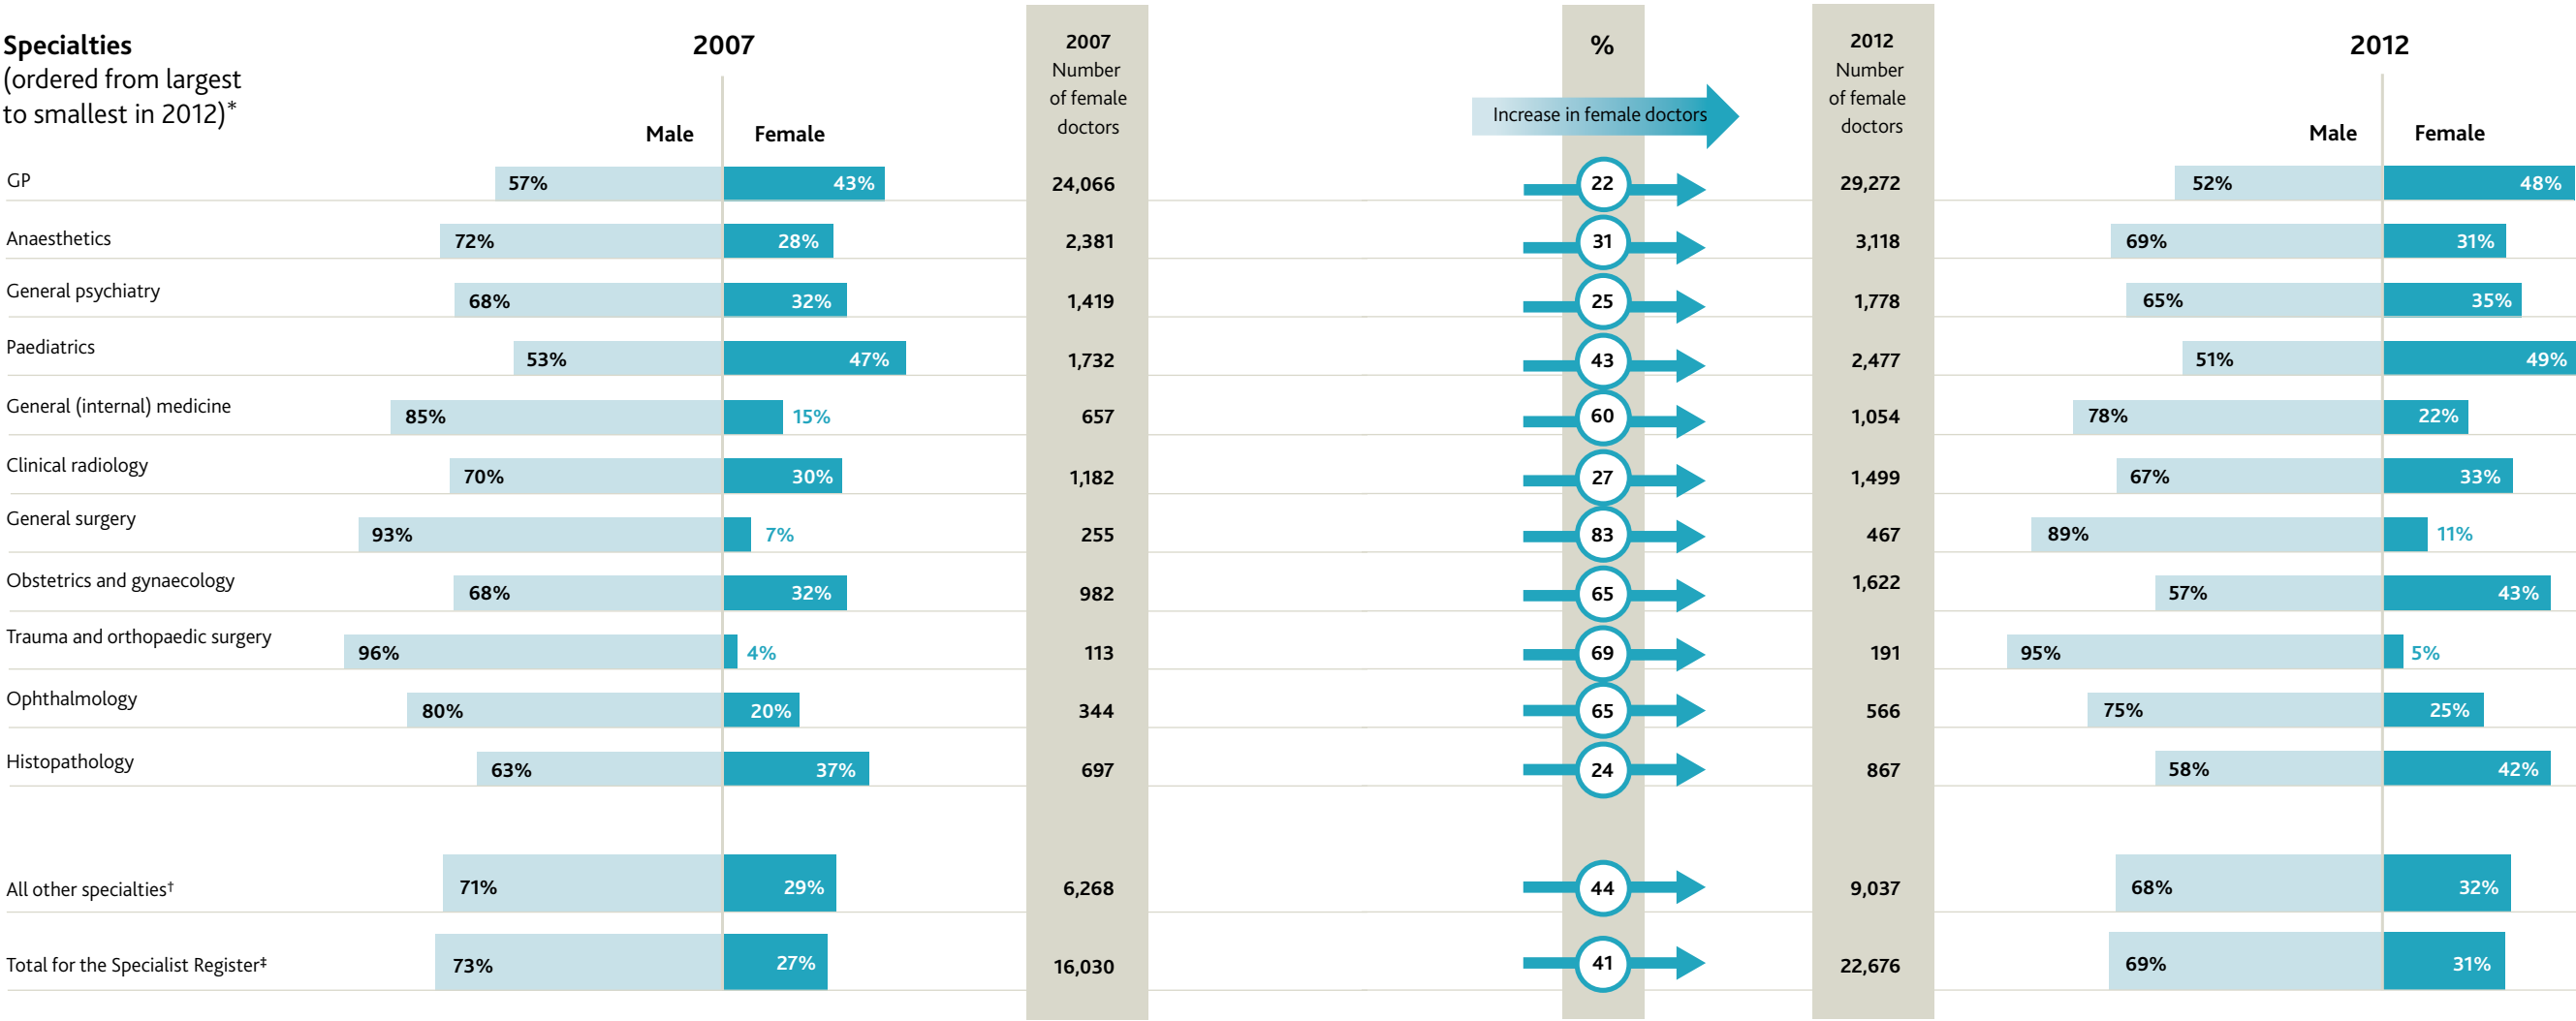 Specialties
(ordered from largest
to smallest in 2012)*
2007
Male Female
2007
Number
of female
doctors
%
Increase in female doctors
2012
Number
of female
doctors
2012
Male Female
GP 57% 43% 24,066 22 29,272 52% 48%
Anaesthetics 72% 28% 2,381 31 3,118 69% 31%
General psychiatry 68% 32% 1,419 25 1,778 65% 35%
Paediatrics 53% 47% 1,732 43 2,477 51% 49%
General (internal) medicine 85% 15% 657 60 1,054 78% 22%
Clinical radiology 70% 30% 1,182 27 1,499 67% 33%
General surgery 93% 7% 255 83 467 89% 11%
Obstetrics and gynaecology 68% 32% 982 65 1,622 57% 43%
Trauma and orthopaedic surgery 96% 4% 113 69 191 95% 5%
Ophthalmology 80% 20% 344 65 566 75% 25%
Histopathology 63% 37% 697 24 867 58% 42%
All other specialties† 71% 29% 6,268 44 9,037 68% 32%
Total for the Specialist Register‡ 73% 27% 16,030 41 22,676 69% 31%